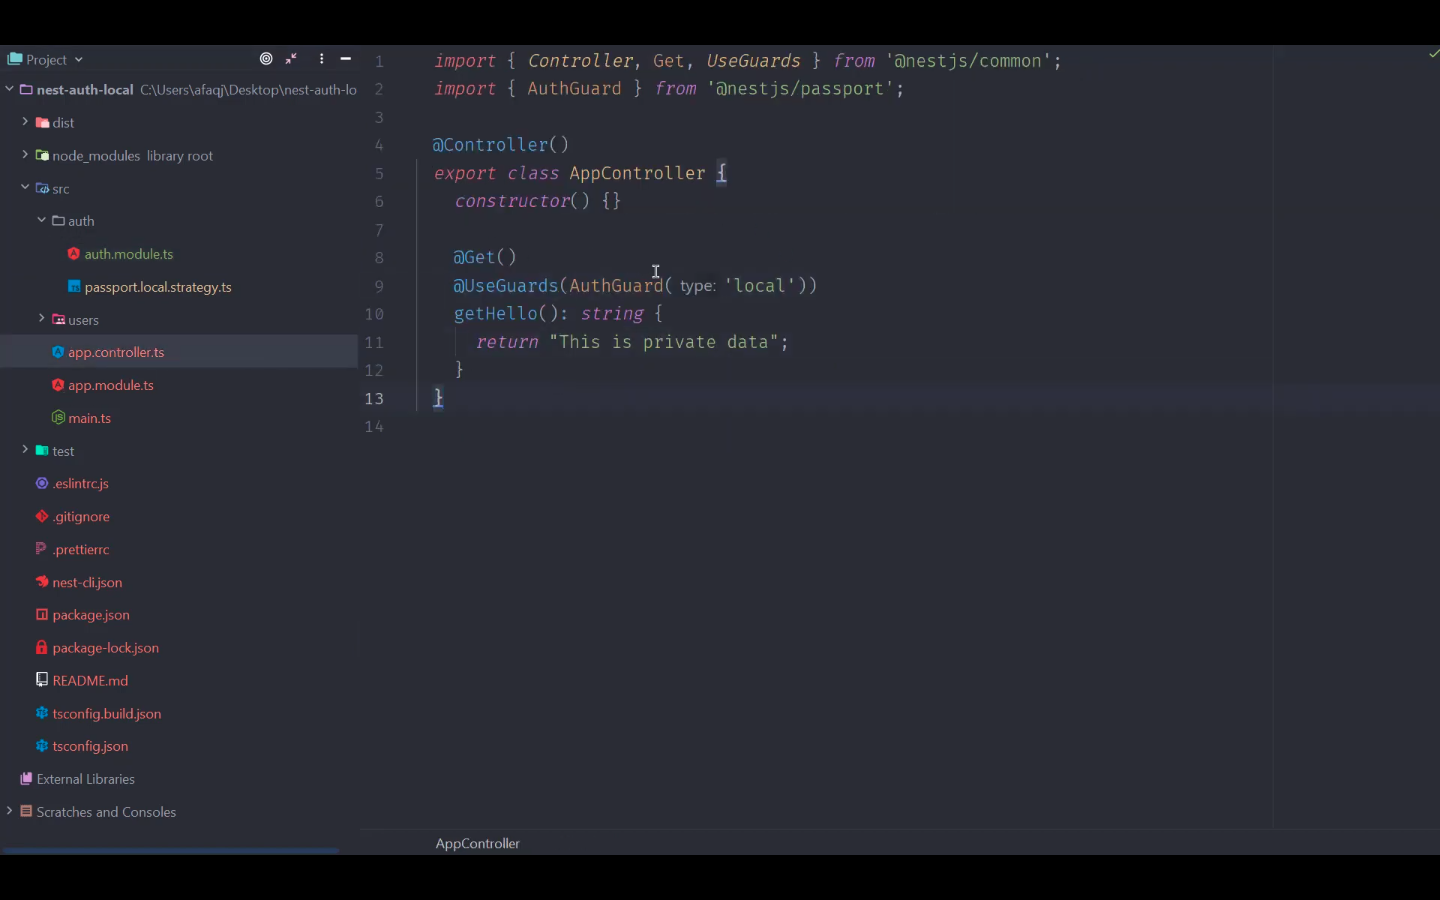 Project
nest-auth-local C:\Users\afaqj\Desktop\nest-auth-lo
dist
node_modules library root
src
auth
auth.module.ts
passport.local.strategy.ts
users
app.controller.ts
app.module.ts
main.ts
test
.eslintrc.js
.gitignore
.prettierrc
nest-cli.json
package.json
package-lock.json
README.md
tsconfig.build.json
tsconfig.json
External Libraries
Scratches and Consoles
1 import { Controller, Get, UseGuards } from '@nestjs/common';
2 import { AuthGuard } from '@nestjs/passport';
3
4 @Controller()
5 export class AppController {
6 constructor() {}
7
8 @Get()
9 @UseGuards(AuthGuard( type: 'local'))
10 getHello(): string {
11 return "This is private data";
12 }
13 }
14
AppController